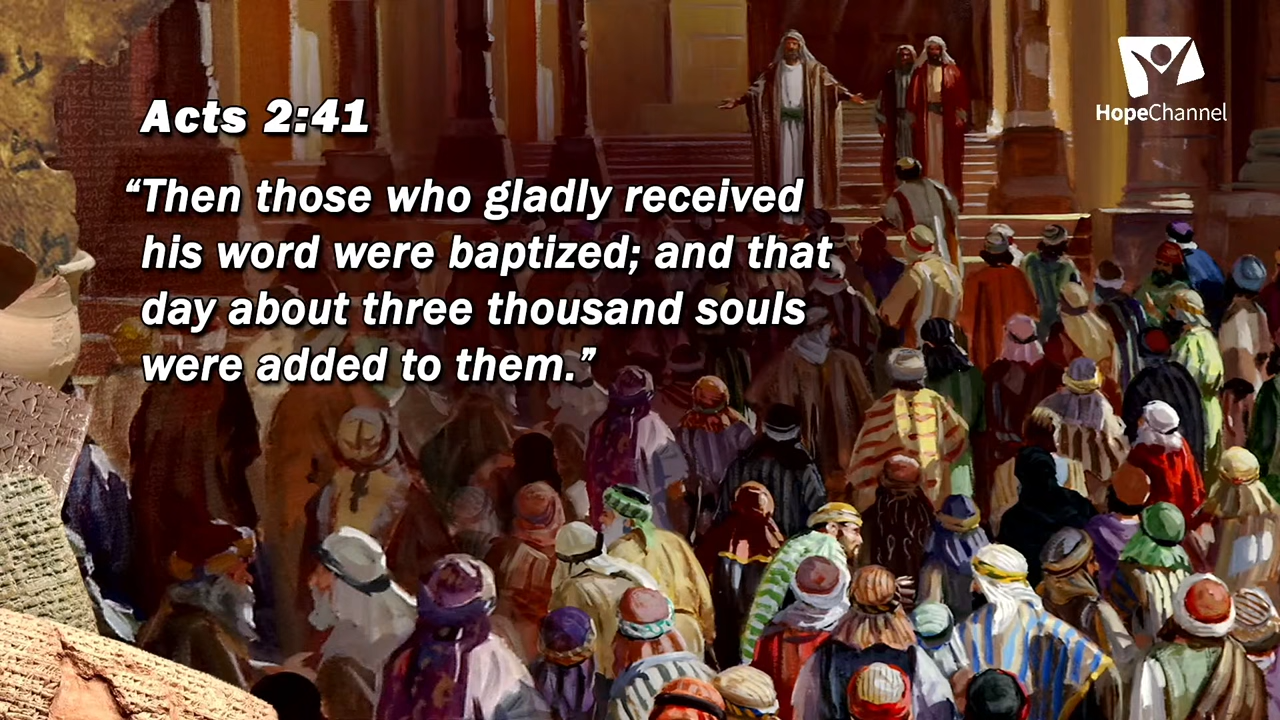 Acts 2:41
“Then those who gladly received
his word were baptized; and that
day about three thousand souls
were added to them.”
HopeChannel